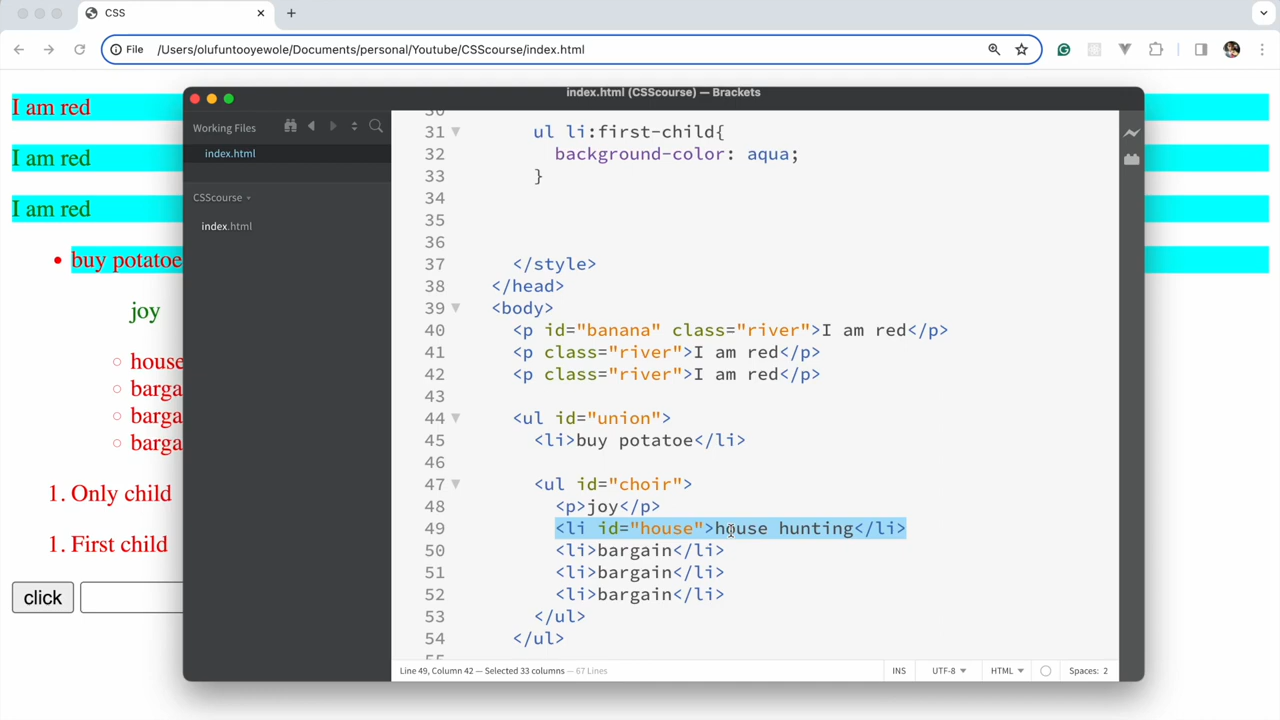 CSS
File /Users/olufuntooyewole/Documents/personal/Youtube/CSScourse/index.html
I am red
I am red
I am red
• buy potatoe
joy
house
barga
barga
barga
1. Only child
1. First child
click
index.html (CSScourse) — Brackets
Working Files
index.html
CSScourse
index.html
30
31 ul li:first-child{
32 background-color: aqua;
33 }
34
35
36
37 </style>
38 </head>
39 <body>
40 <p id="banana" class="river">I am red</p>
41 <p class="river">I am red</p>
42 <p class="river">I am red</p>
43
44 <ul id="union">
45 <li>buy potatoe</li>
46
47 <ul id="choir">
48 <p>joy</p>
49 <li id="house">house hunting</li>
50 <li>bargain</li>
51 <li>bargain</li>
52 <li>bargain</li>
53 </ul>
54 </ul>
55
Line 49, Column 42 — Selected 33 columns — 67 Lines
INS UTF-8 HTML Spaces: 2